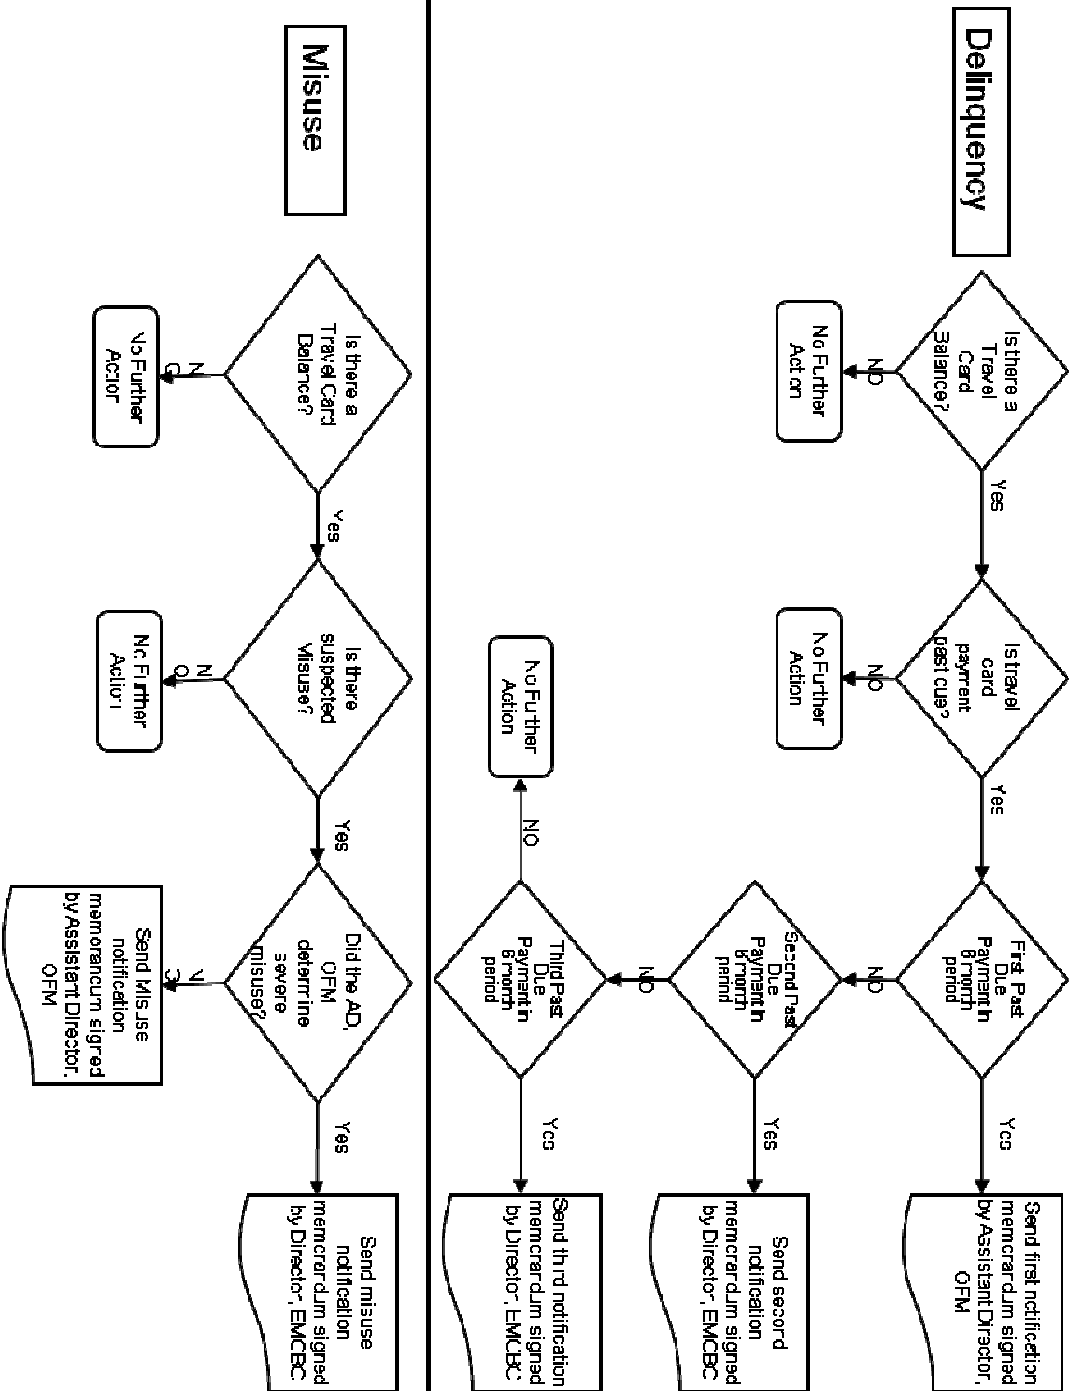 Delinquency
Is there a
Travel
Card
Balance?
NO
No Further
Action
Yes
Is travel
card
payment
past due?
NO
No Further
Action
Yes
First Past
Due
Payment in
6 month
period
Yes
Send first notification
memorandum signed
by Assistant Director,
OFM
NO
Second Past
Due
Payment in
6 month
period
Yes
Send second
notification
memorandum signed
by Director, EMCBC
NO
Third Past
Due
Payment in
6 month
period
NO
No Further
Action
Yes
Send third notification
memorandum signed
by Director, EMCBC
Misuse
Is there a
Travel Card
Balance?
N
O
No Further
Action
Yes
Is there
suspected
Misuse?
N
O
No Further
Action
Yes
Did the AD,
OFM
determine
severe
misuse?
N
O
Send Misuse
notification
memorandum signed
by Assistant Director,
OFM
Yes
Send misuse
notification
memorandum signed
by Director, EMCBC